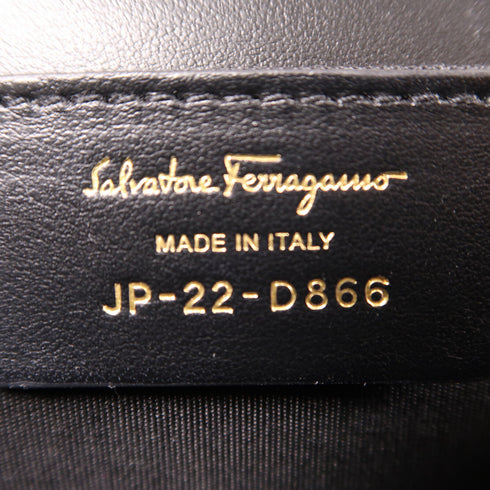 Salvatore Ferragamo
MADE IN ITALY
JP-22-D866